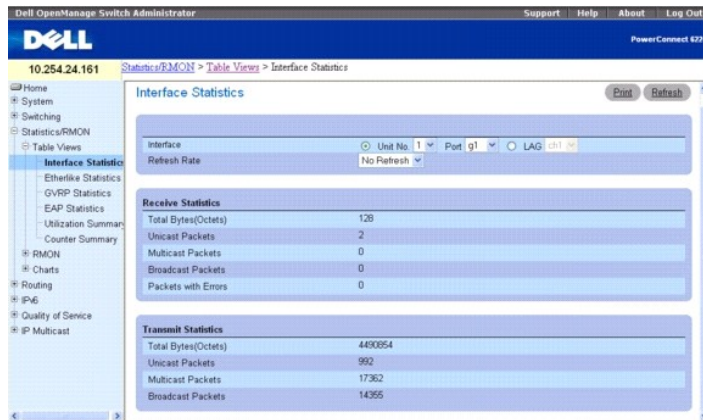 Dell OpenManage Switch Administrator
Support Help About Log Out
DELL
PowerConnect 622
10.254.24.161
Statistics/RMON > Table Views > Interface Statistics
Home
System
Switching
Statistics/RMON
Table Views
Interface Statistics
Etherlike Statistics
GVRP Statistics
EAP Statistics
Utilization Summary
Counter Summary
RMON
Charts
Routing
IPv6
Quality of Service
IP Multicast
Interface Statistics
Print Refresh
Interface Unit No. 1 Port g1 LAG ch1
Refresh Rate No Refresh
Receive Statistics
Total Bytes(Octets) 128
Unicast Packets 2
Multicast Packets 0
Broadcast Packets 0
Packets with Errors 0
Transmit Statistics
Total Bytes(Octets) 4490854
Unicast Packets 992
Multicast Packets 17362
Broadcast Packets 14355